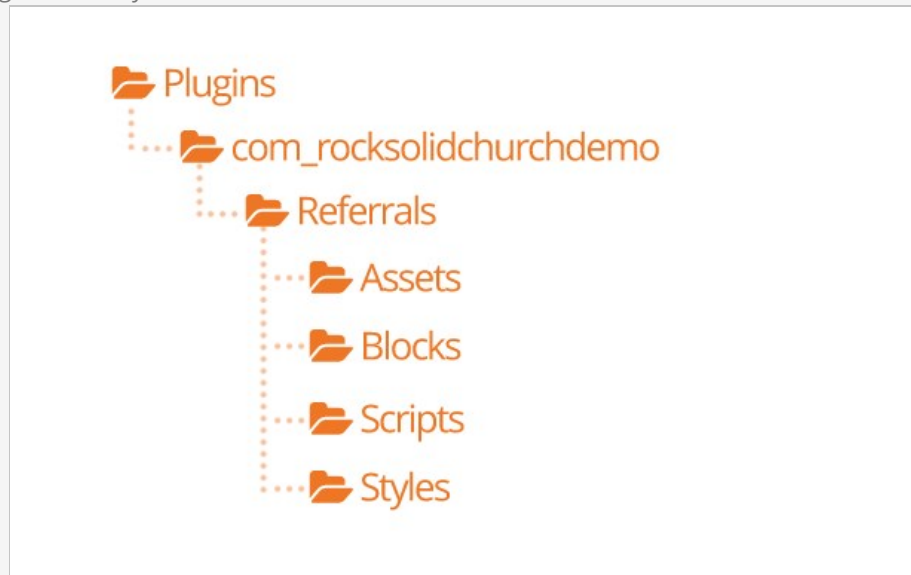 Plugins
com_rocksolidchurchdemo
Referrals
Assets
Blocks
Scripts
Styles